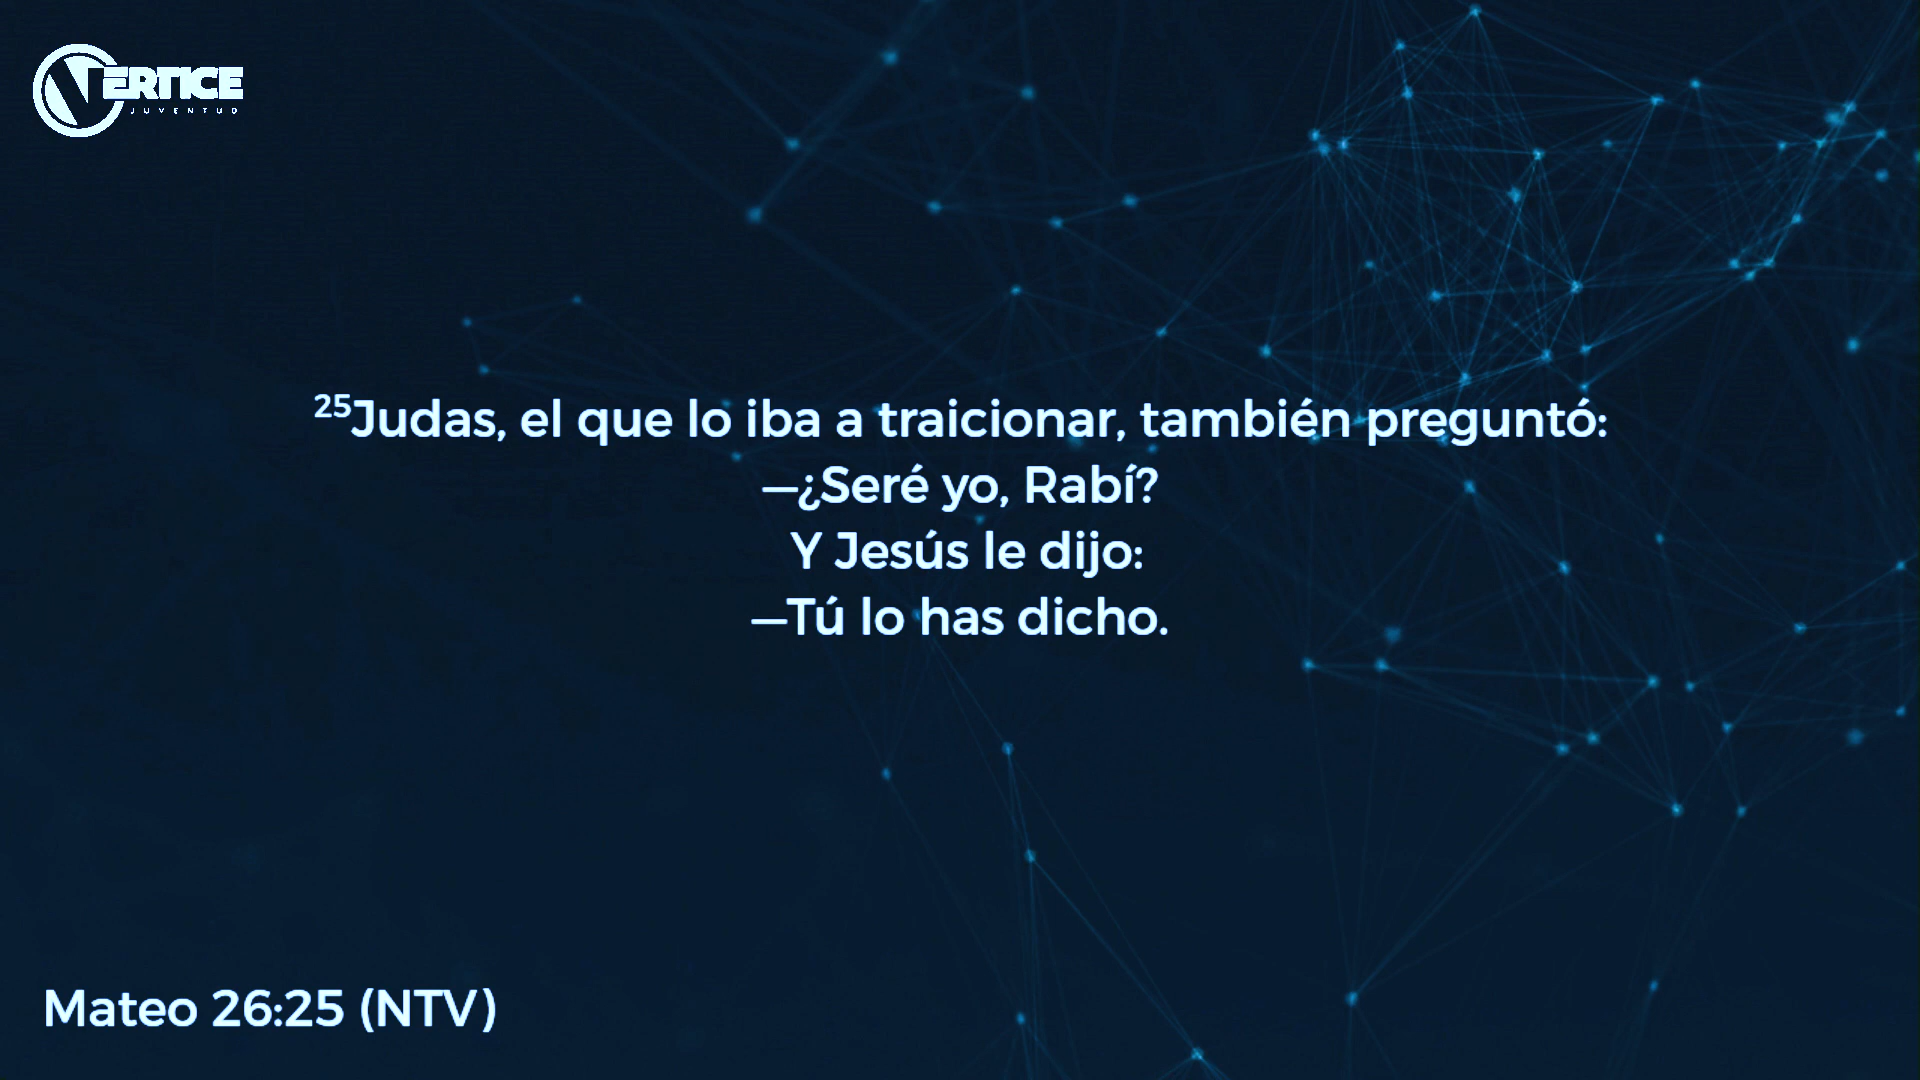 VERTICE
JUVENTUD
25Judas, el que lo iba a traicionar, también preguntó:
—¿Seré yo, Rabí?
Y Jesús le dijo:
—Tú lo has dicho.
Mateo 26:25 (NTV)